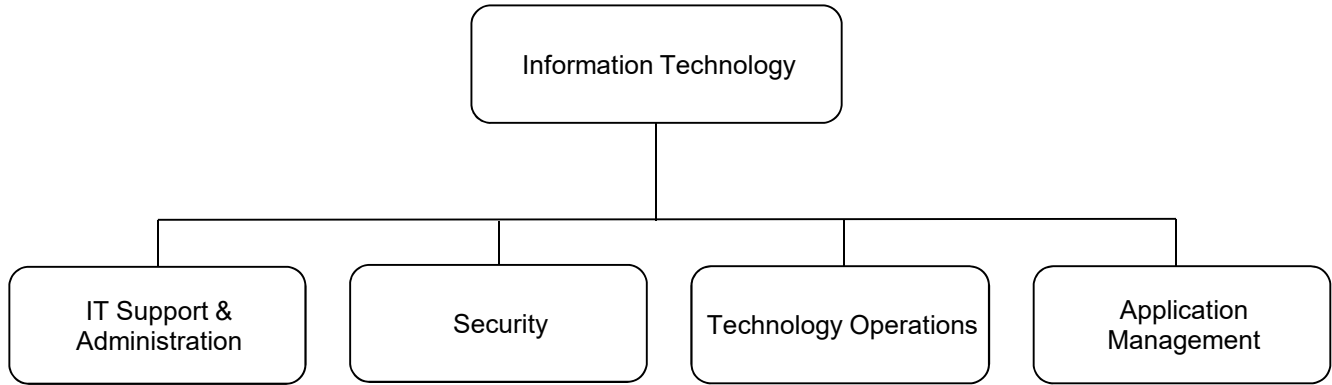 Information Technology
IT Support &
Administration
Security
Technology Operations
Application
Management